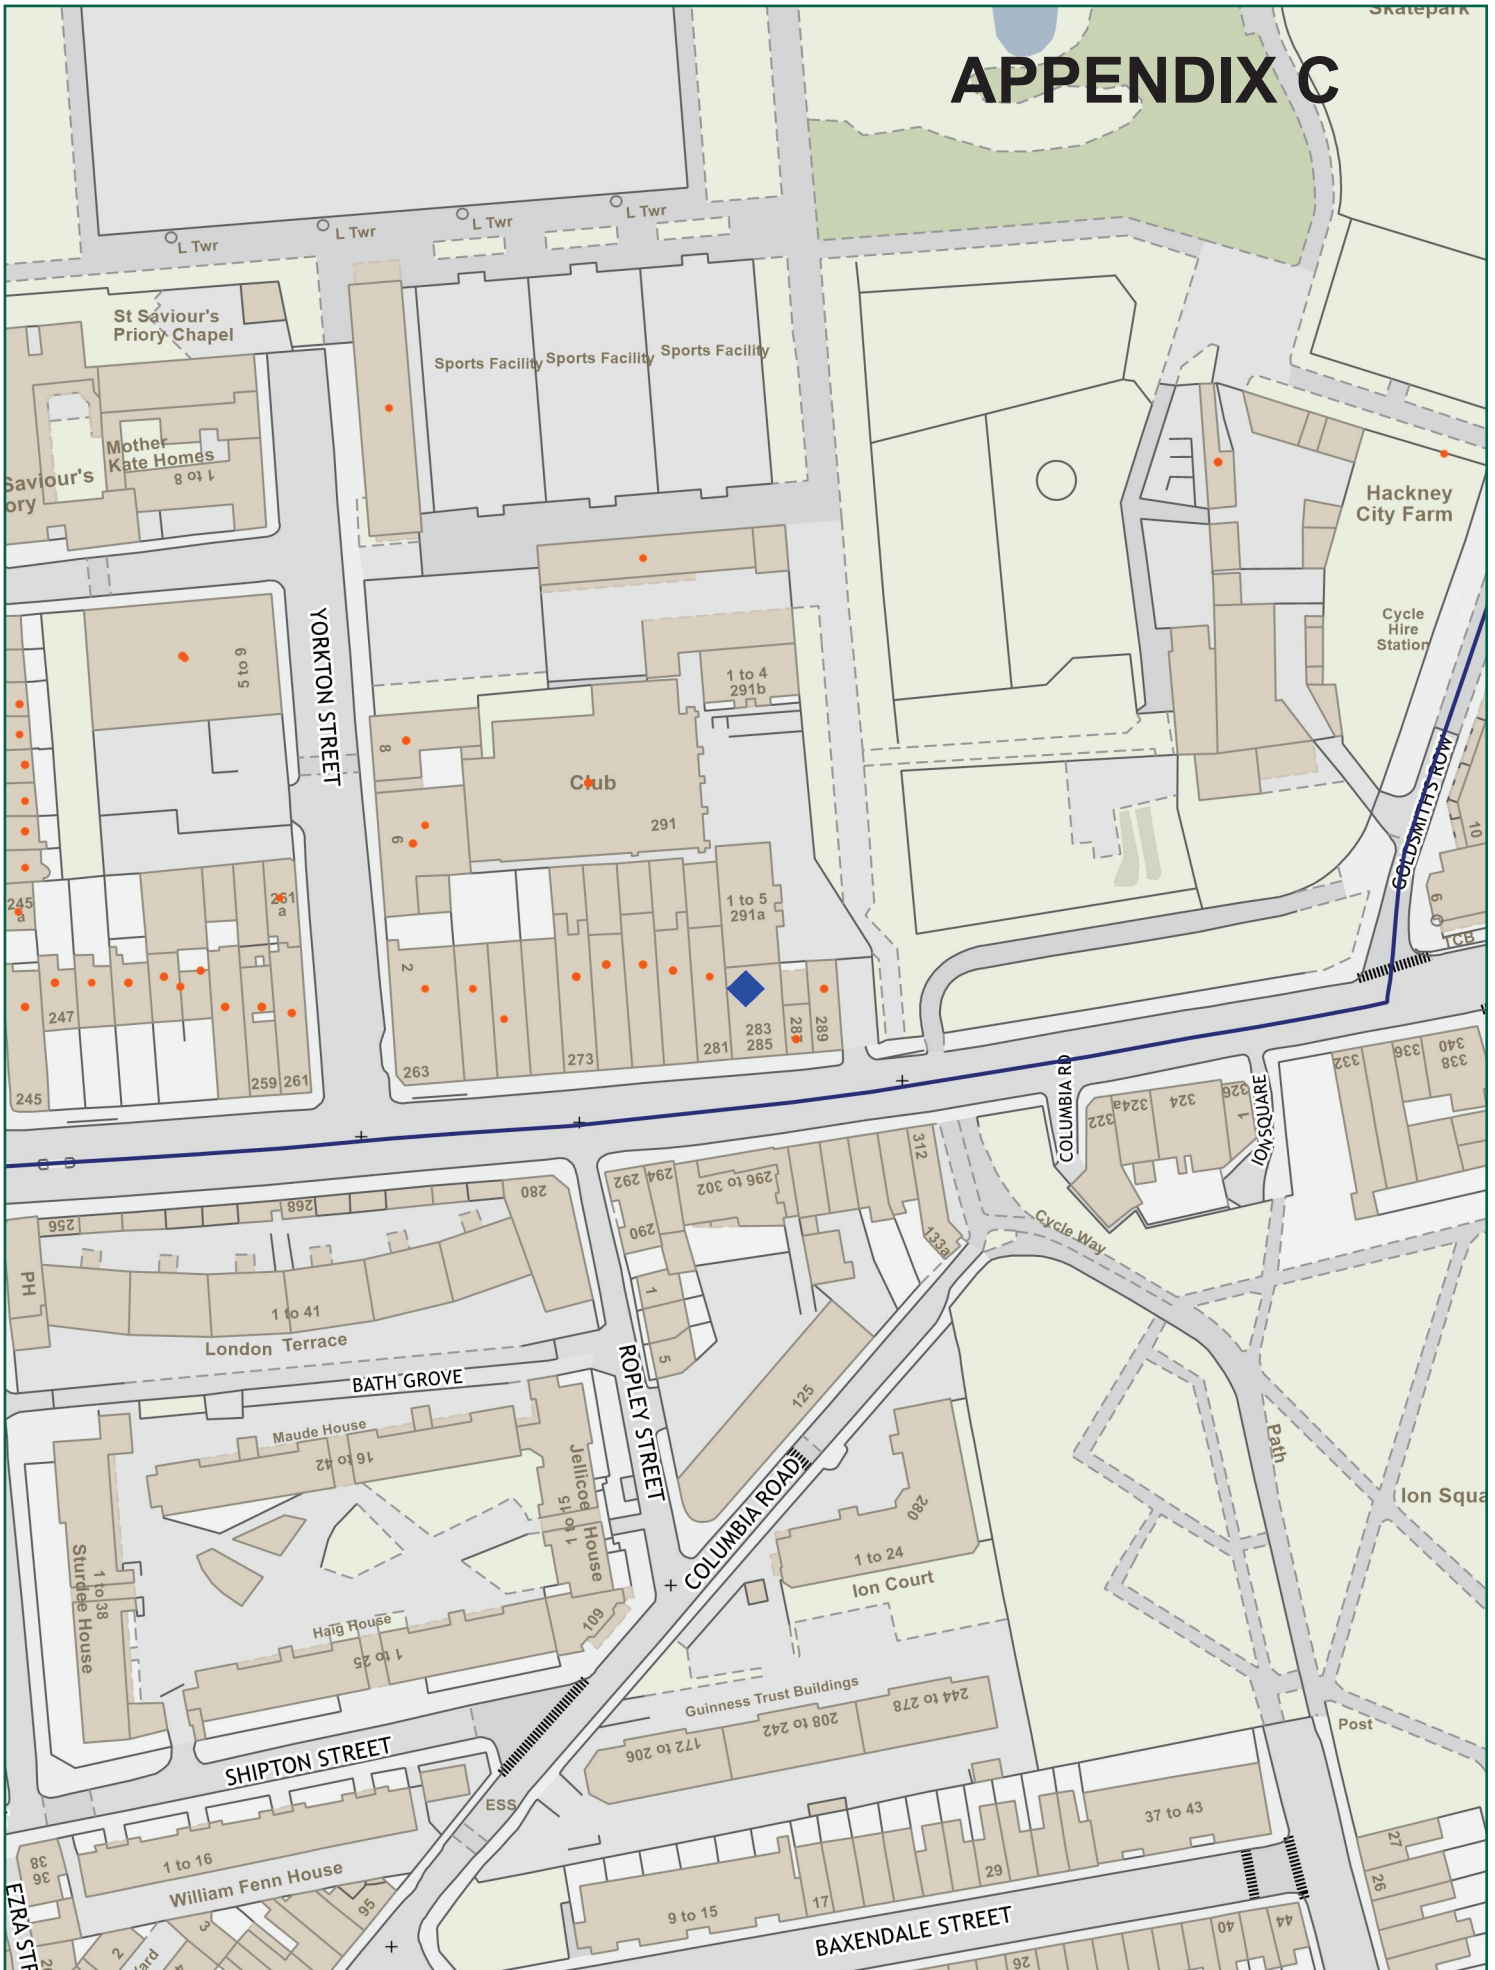 Skatepark
APPENDIX C
L Twr
L Twr
L Twr
L Twr
St Saviour's
Priory Chapel
Sports Facility
Sports Facility
Sports Facility
Mother
Kate Homes
1 to 8
Saviour's
ory
Hackney
City Farm
Cycle
Hire
Station
5 to 9
YORKTON STREET
1 to 4
291b
8
Club
291
6
GOLDSMITH'S ROW
10
9
TCB
245
a
261
a
1 to 5
291a
2
247
245
259
261
263
273
281
283
285
287
289
COLUMBIA RD
322
324a
324
326
1
ION SQUARE
332
336
340
338
256
268
280
292
294
296 to 302
312
290
133a
Cycle Way
PH
1 to 41
London Terrace
1
5
BATH GROVE
ROPLEY STREET
125
Path
Maude House
16 to 42
Jellicoe House
1 to 15
COLUMBIA ROAD
280
1 to 24
Ion Court
Ion Squa
Sturdee House
1 to 38
Haig House
1 to 25
109
Guinness Trust Buildings
172 to 206
208 to 242
244 to 278
Post
SHIPTON STREET
ESS
37 to 43
1 to 16
William Fenn House
38
36
EZRA STR
95
3
2
ard
9 to 15
17
29
27
26
BAXENDALE STREET
26
40
44